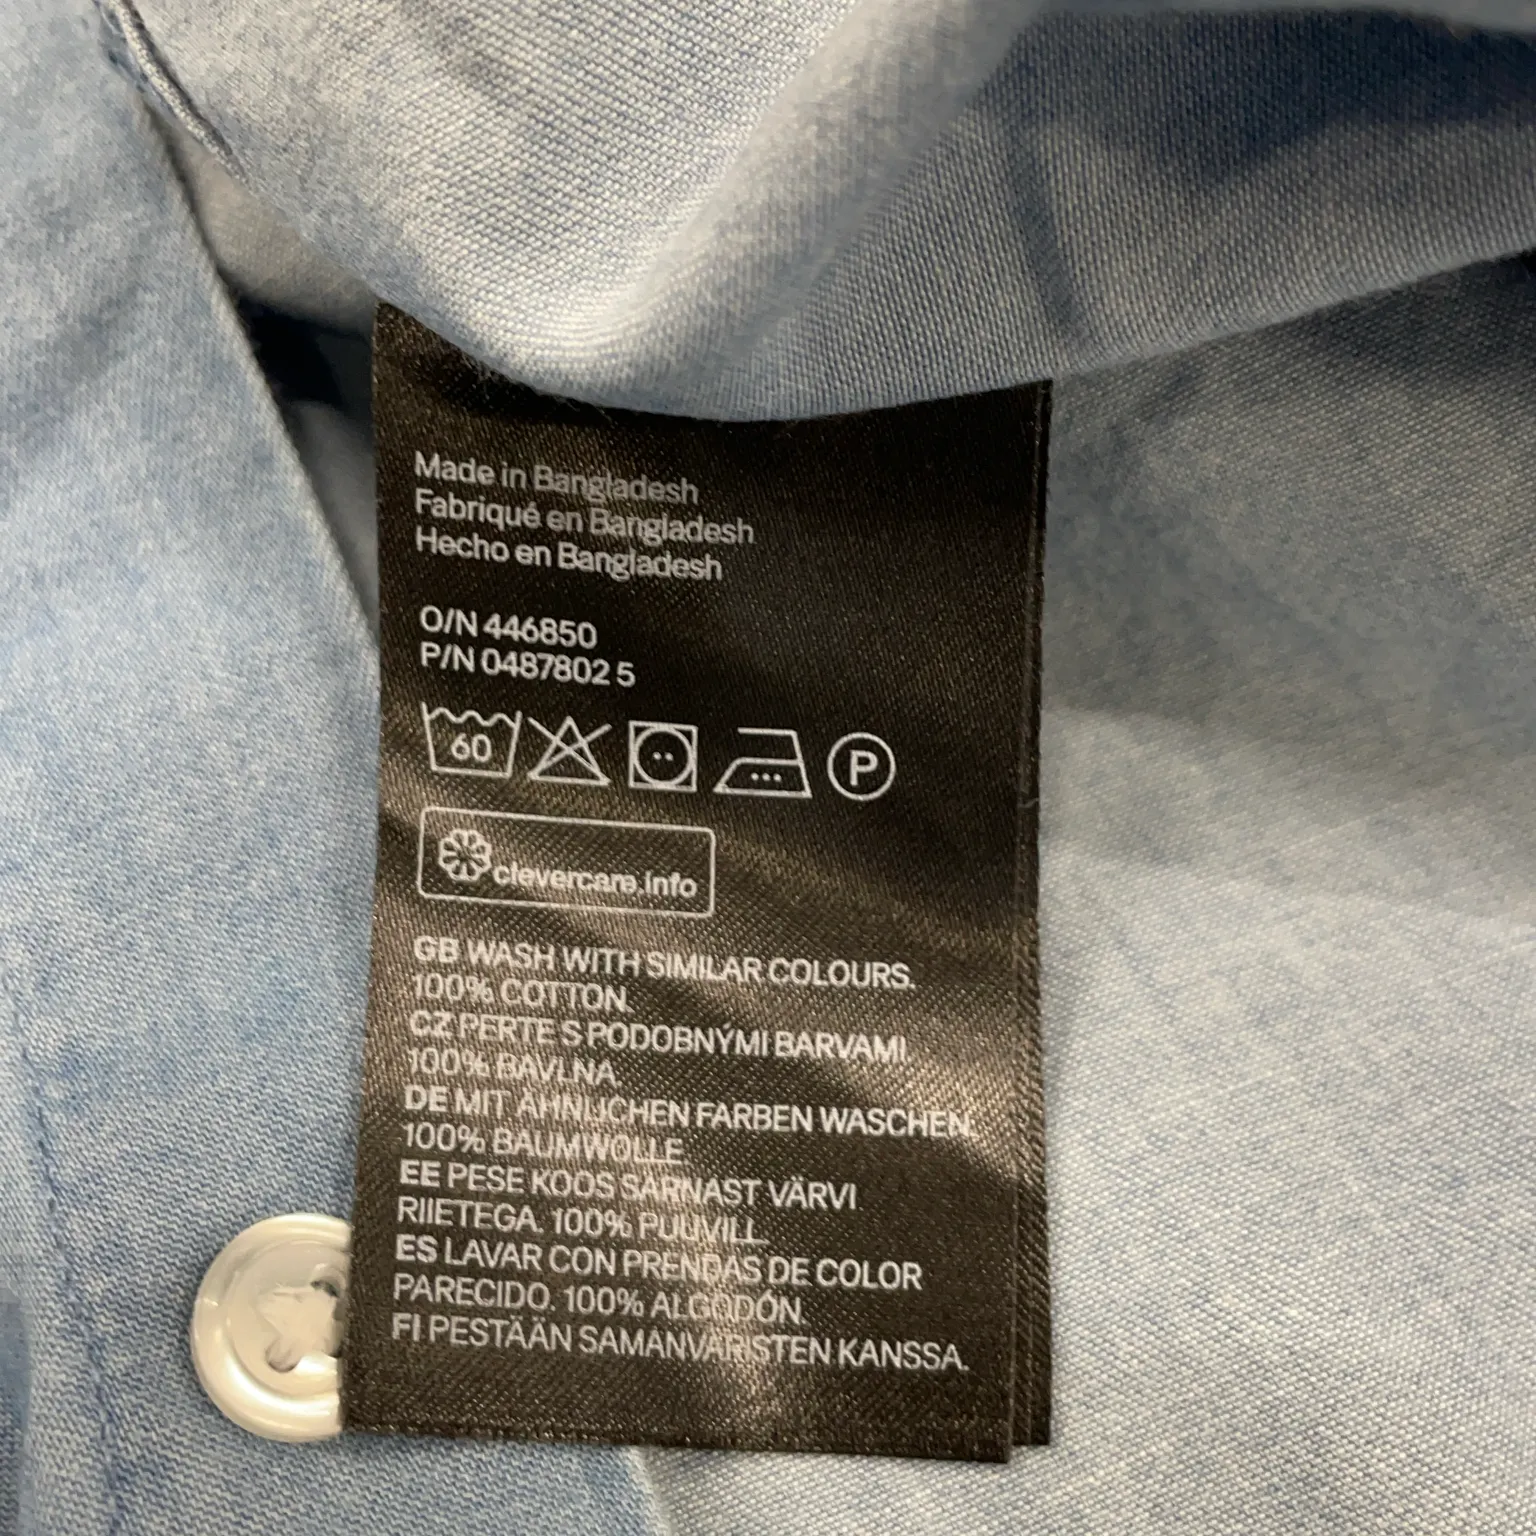 Made in Bangladesh
Fabriqué en Bangladesh
Hecho en Bangladesh
O/N 446850
P/N 0487802 5
60
P
clevercare.info
GB WASH WITH SIMILAR COLOURS.
100% COTTON.
CZ PERTE S PODOBNÝMI BARVAMI.
100% BAVLNA.
DE MIT ÄHNLICHEN FARBEN WASCHEN.
100% BAUMWOLLE.
EE PESE KOOS SARNAST VÄRVI
RIIETEGA. 100% PUUVILL.
ES LAVAR CON PRENDAS DE COLOR
PARECIDO. 100% ALGODÓN.
FI PESTÄÄN SAMANVÄRISTEN KANSSA.